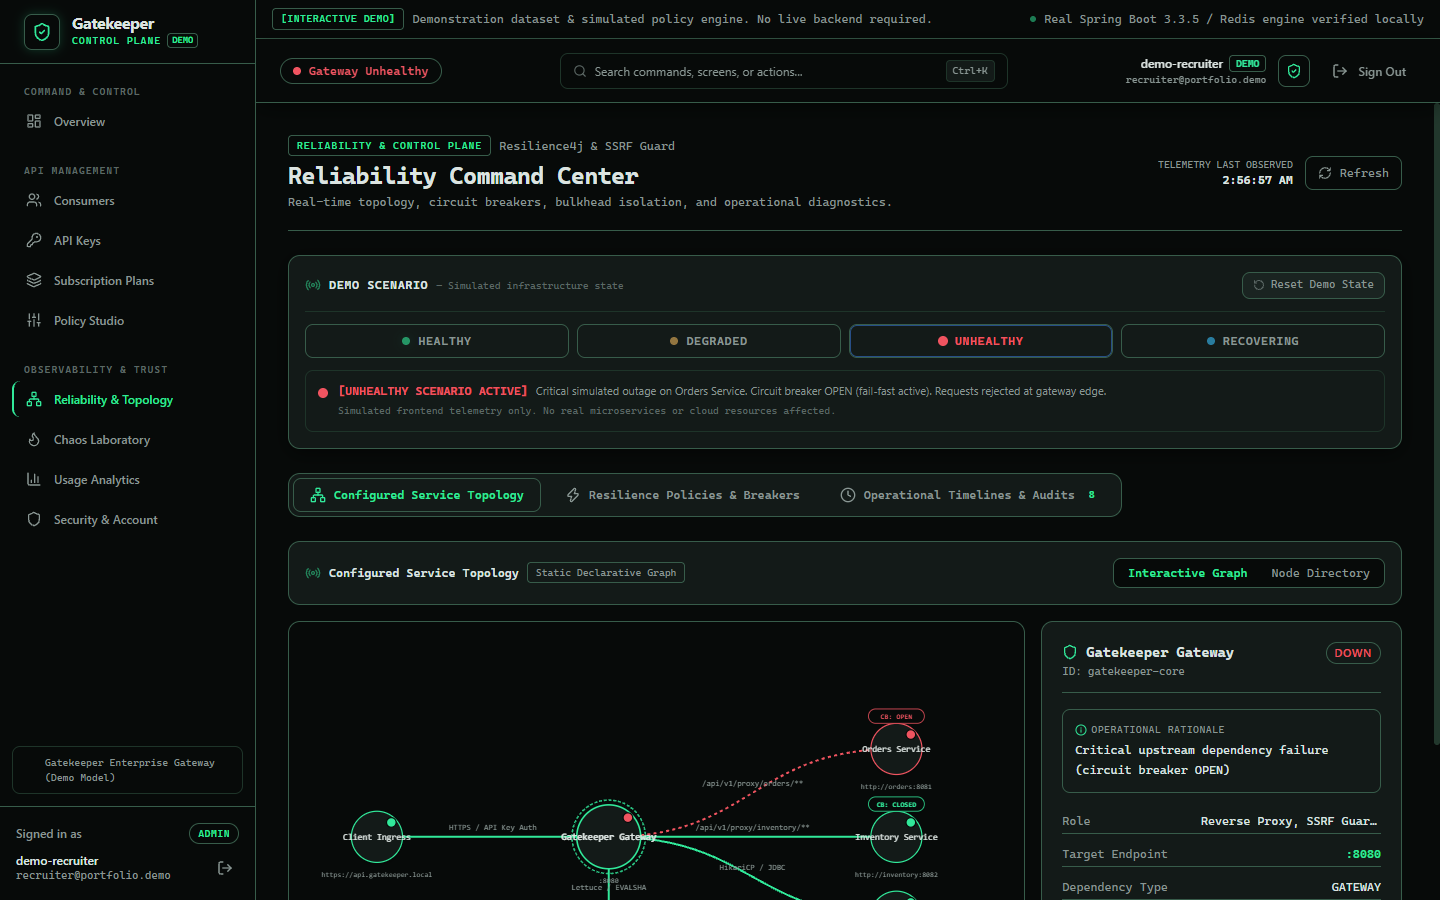 Gatekeeper
CONTROL PLANE DEMO
COMMAND & CONTROL
Overview
API MANAGEMENT
Consumers
API Keys
Subscription Plans
Policy Studio
OBSERVABILITY & TRUST
Reliability & Topology
Chaos Laboratory
Usage Analytics
Security & Account
Gatekeeper Enterprise Gateway
(Demo Model)
Signed in as ADMIN
demo-recruiter
recruiter@portfolio.demo
[INTERACTIVE DEMO] Demonstration dataset & simulated policy engine. No live backend required.
Real Spring Boot 3.3.5 / Redis engine verified locally
Gateway Unhealthy
Search commands, screens, or actions... Ctrl+K
demo-recruiter DEMO
recruiter@portfolio.demo
Sign Out
RELIABILITY & CONTROL PLANE Resilience4j & SSRF Guard
Reliability Command Center
Real-time topology, circuit breakers, bulkhead isolation, and operational diagnostics.
TELEMETRY LAST OBSERVED
2:56:57 AM
Refresh
DEMO SCENARIO — Simulated infrastructure state
Reset Demo State
HEALTHY
DEGRADED
UNHEALTHY
RECOVERING
[UNHEALTHY SCENARIO ACTIVE] Critical simulated outage on Orders Service. Circuit breaker OPEN (fail-fast active). Requests rejected at gateway edge.
Simulated frontend telemetry only. No real microservices or cloud resources affected.
Configured Service Topology
Resilience Policies & Breakers
Operational Timelines & Audits 8
Configured Service Topology Static Declarative Graph
Interactive Graph Node Directory
CB: OPEN
Orders Service
http://orders:8081
/api/v1/proxy/orders/**
CB: CLOSED
Client Ingress
HTTPS / API Key Auth
Gatekeeper Gateway
/api/v1/proxy/inventory/**
Inventory Service
https://api.gatekeeper.local
:8080
Lettuce / EVALSHA
HikariCP / JDBC
http://inventory:8082
Gatekeeper Gateway DOWN
ID: gatekeeper-core
OPERATIONAL RATIONALE
Critical upstream dependency failure
(circuit breaker OPEN)
Role Reverse Proxy, SSRF Guar…
Target Endpoint :8080
Dependency Type GATEWAY